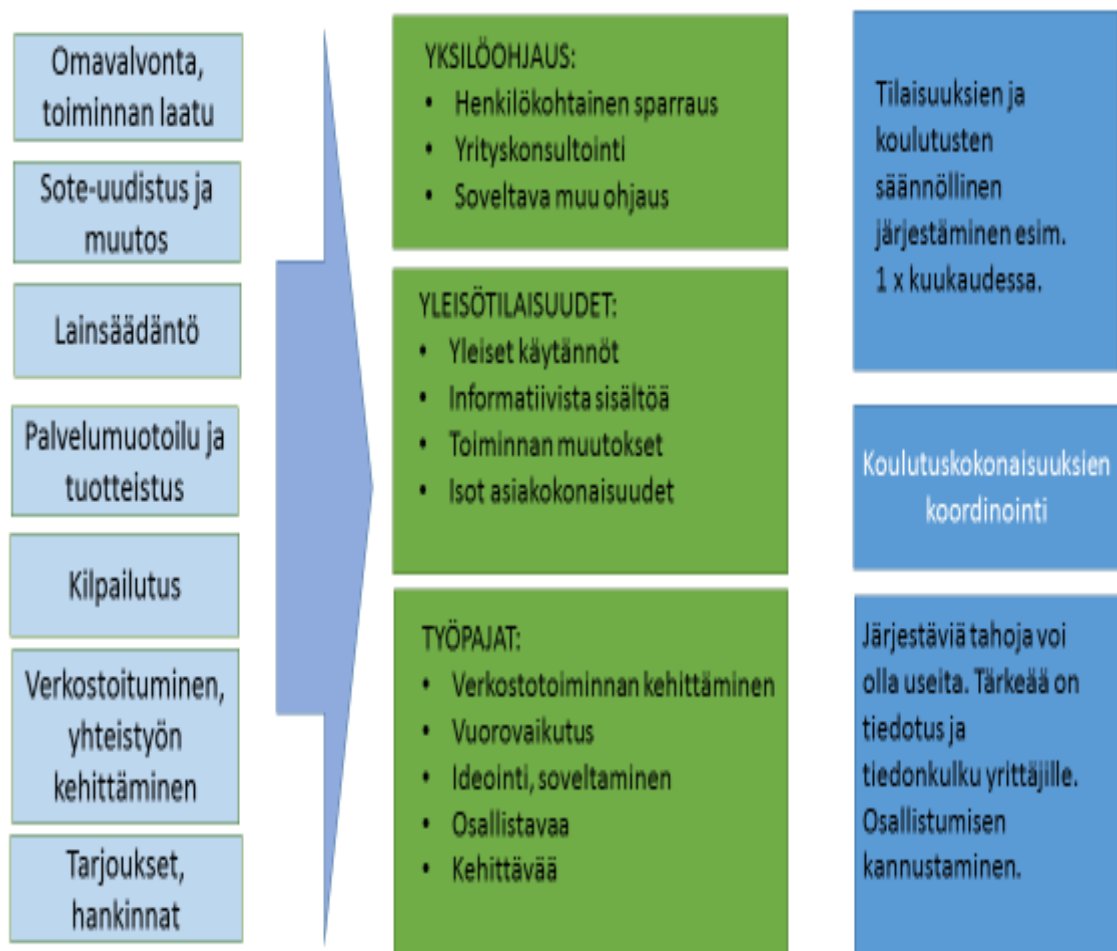 Omavalvonta,
toiminnan laatu
Sote-uudistus ja
muutos
Lainsäädäntö
Palvelumuotoilu ja
tuotteistus
Kilpailutus
Verkostoituminen,
yhteistyön
kehittäminen
Tarjoukset,
hankinnat
YKSILÖOHJAUS:
• Henkilökohtainen sparraus
• Yrityskonsultointi
• Soveltava muu ohjaus
YLEISÖTILAISUUDET:
• Yleiset käytännöt
• Informatiivista sisältöä
• Toiminnan muutokset
• Isot asiakokonaisuudet
TYÖPAJAT:
• Verkostotoiminnan kehittäminen
• Vuorovaikutus
• Ideointi, soveltaminen
• Osallistavaa
• Kehittävää
Tilaisuuksien ja
koulutusten
säännöllinen
järjestäminen esim.
1 x kuukaudessa.
Koulutuskokonaisuuksien
koordinointi
Järjestäviä tahoja voi
olla useita. Tärkeää on
tiedotus ja
tiedonkulku yrittäjille.
Osallistumisen
kannustaminen.